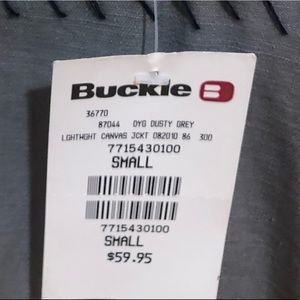 Buckle B
36770
87044 DYG DUSTY GREY
LGHTWGHT CANVAS JCKT 082010 86 300
7715430100
SMALL
7715430100
SMALL
$59.95